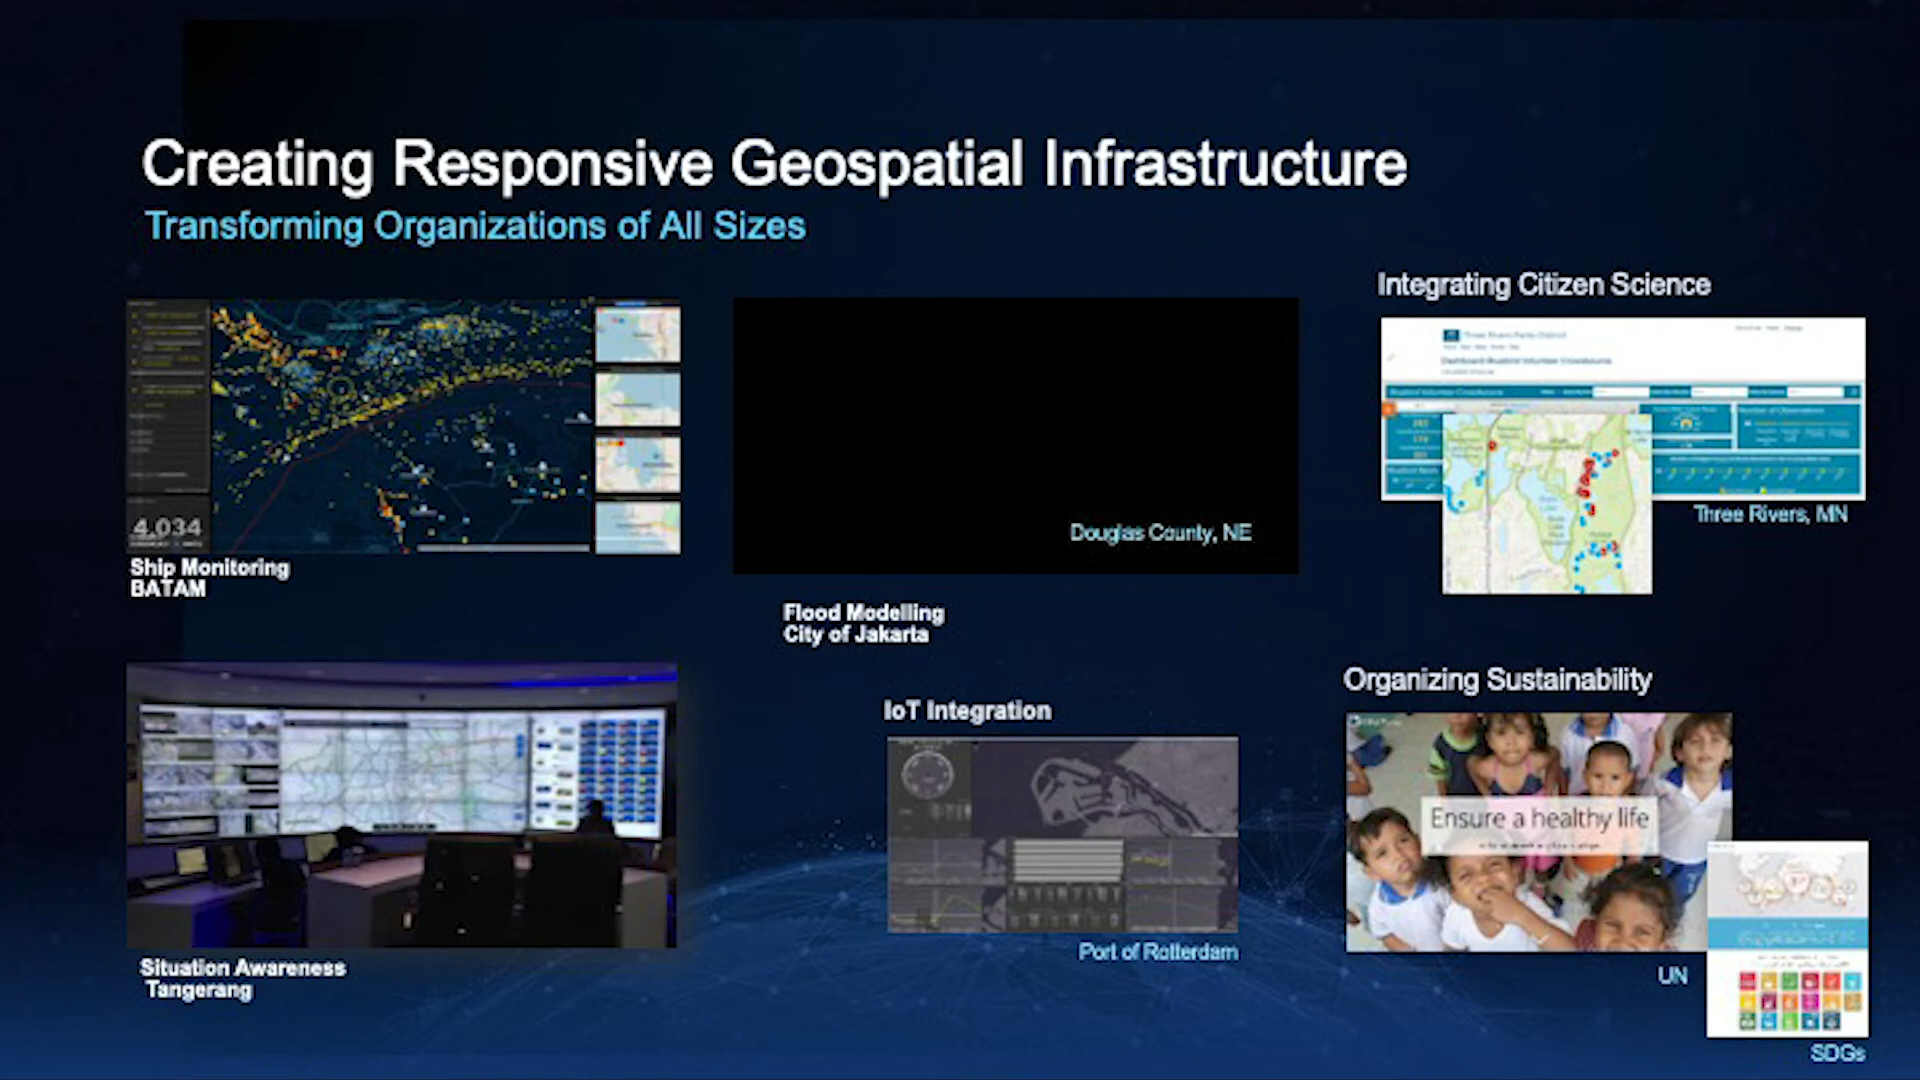 Creating Responsive Geospatial Infrastructure
Transforming Organizations of All Sizes
4,034
Ship Monitoring
BATAM
Douglas County, NE
Flood Modelling
City of Jakarta
Integrating Citizen Science
Three Rivers, MN
Situation Awareness
Tangerang
IoT Integration
Port of Rotterdam
Organizing Sustainability
Ensure a healthy life
UN
SDGs